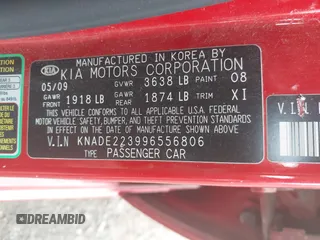 MANUFACTURED IN KOREA BY
KIA KIA MOTORS CORPORATION
05/09 GVWR 3638 LB PAINT 08
GAWR FRONT 1918 LB GAWR REAR 1874 LB TRIM XI
THIS VEHICLE CONFORMS TO ALL APPLICABLE U.S.A. FEDERAL
MOTOR VEHICLE SAFETY, BUMPER, AND THEFT PREVENTION
STANDARDS IN EFFECT ON THE DATE OF MANUFACTURE
SHOWN ABOVE.
V.I.N KNADE223996556806
TYPE PASSENGER CAR
V.I.N
DREAMBID